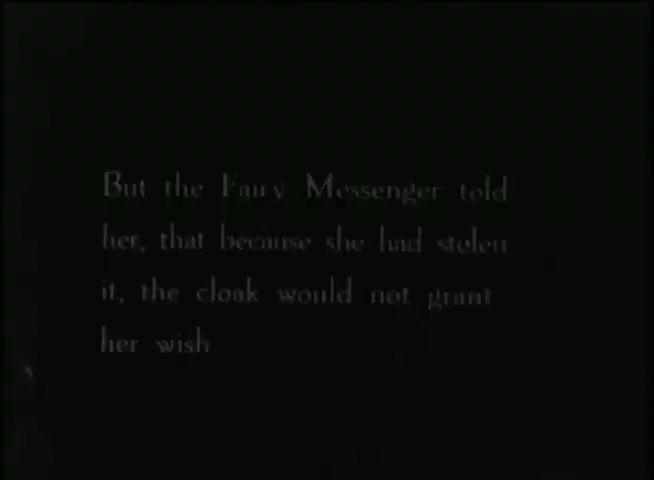 But the Fairy Messenger told
her, that because she had stolen
it, the cloak would not grant
her wish